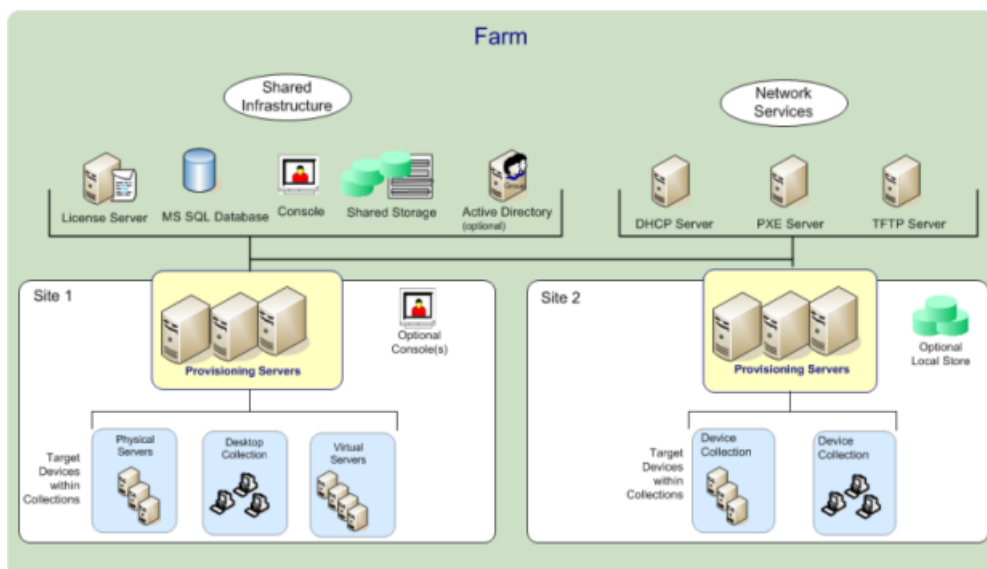 Farm
Shared
Infrastructure
Network
Services
License Server
MS SQL Database
Console
Shared Storage
Group
Active Directory
(optional)
DHCP Server
PXE Server
TFTP Server
Site 1
Provisioning Servers
Optional
Console(s)
Target
Devices
within
Collections
Physical
Servers
Desktop
Collection
Virtual
Servers
Site 2
Provisioning Servers
Optional
Local Store
Target
Devices
within
Collections
Device
Collection
Device
Collection